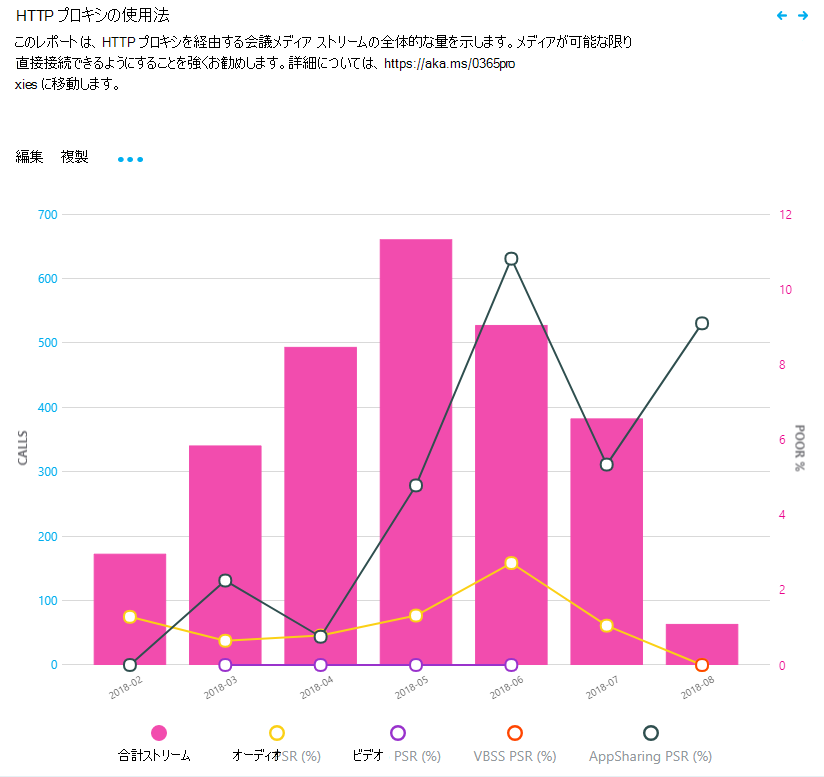 HTTP プロキシの使用法
このレポートは、HTTP プロキシを経由する会議メディア ストリームの全体的な量を示します。メディアが可能な限り
直接接続できるようにすることを強くお勧めします。詳細については、https://aka.ms/0365pro
xies に移動します。
編集 複製
700 12
600 10
500 8
400 6
300 4
200 2
100 0
0
CALLS
POOR %
2018-02 2018-03 2018-04 2018-05 2018-06 2018-07 2018-08
合計ストリーム オーディオSR (%) ビデオ PSR (%) VBSS PSR (%) AppSharing PSR (%)